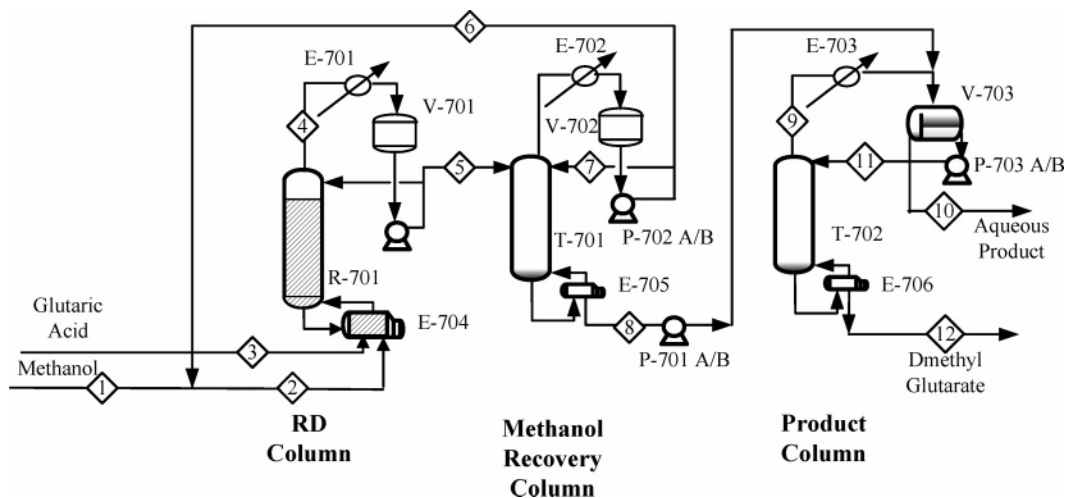 6
E-701
E-702
E-703
V-701
V-702
V-703
4
9
5
7
11
P-703 A/B
10
Aqueous
Product
P-702 A/B
T-701
T-702
R-701
E-705
E-706
Glutaric
Acid
E-704
8
P-701 A/B
12
3
Methanol
1
2
Dmethyl
Glutarate
RD
Column
Methanol
Recovery
Column
Product
Column